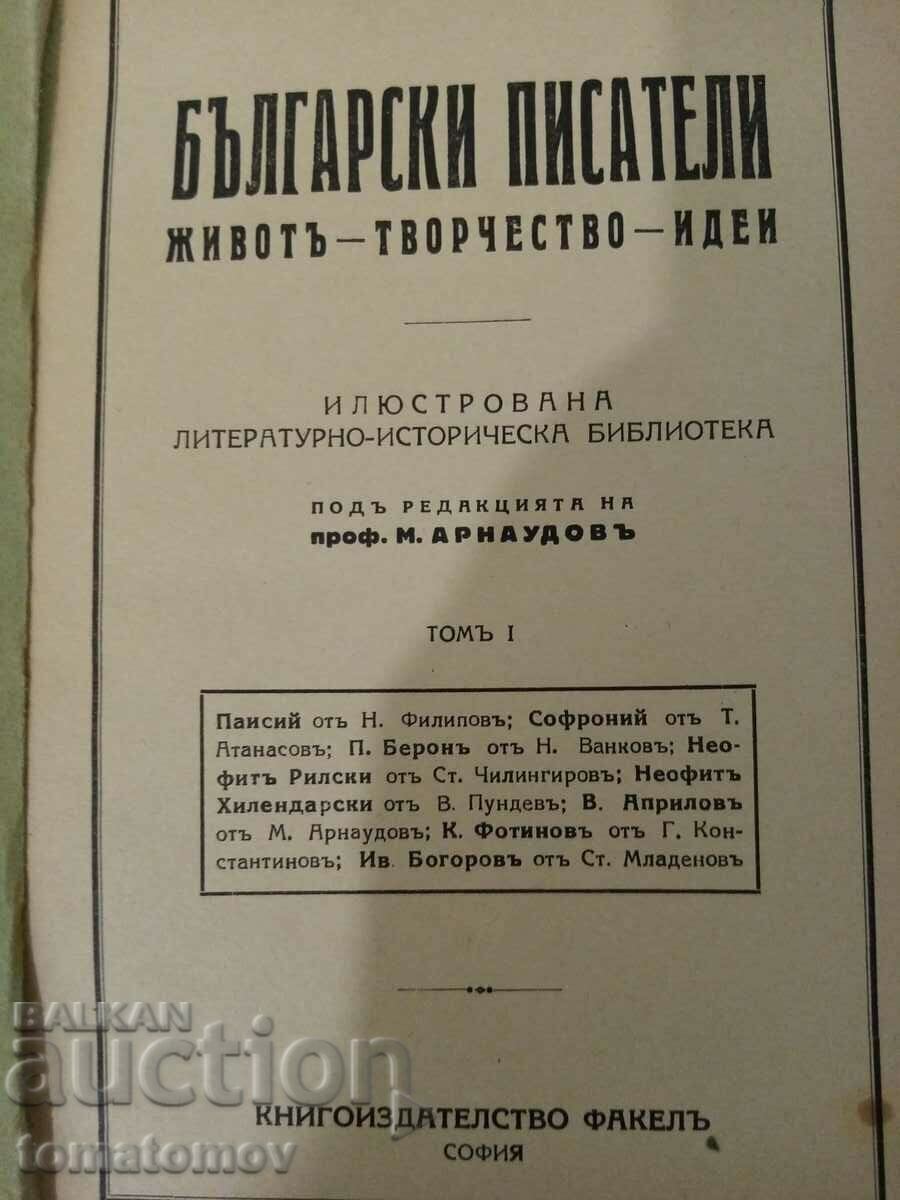 БЪЛГАРСКИ ПИСАТЕЛИ
ЖИВОТЪ — ТВОРЧЕСТВО — ИДЕИ
ИЛЮСТРОВАНА
ЛИТЕРАТУРНО-ИСТОРИЧЕСКА БИБЛИОТЕКА
ПОДЪ РЕДАКЦИЯТА НА
проф. М. АРНАУДОВЪ
ТОМЪ I
Паисий отъ Н. Филиповъ; Софроний отъ Т.
Атанасовъ; П. Беронъ отъ Н. Ванковъ; Нео-
фитъ Рилски отъ Ст. Чилингировъ; Неофитъ
Хилендарски отъ В. Пундевъ; В. Априловъ
отъ М. Арнаудовъ; К. Фотиновъ отъ Г. Кон-
стантиновъ; Ив. Богоровъ отъ Ст. Младеновъ
BALKAN
auction
КНИГОИЗДАТЕЛСТВО ФАКЕЛЪ
tomatomov
СОФИЯ